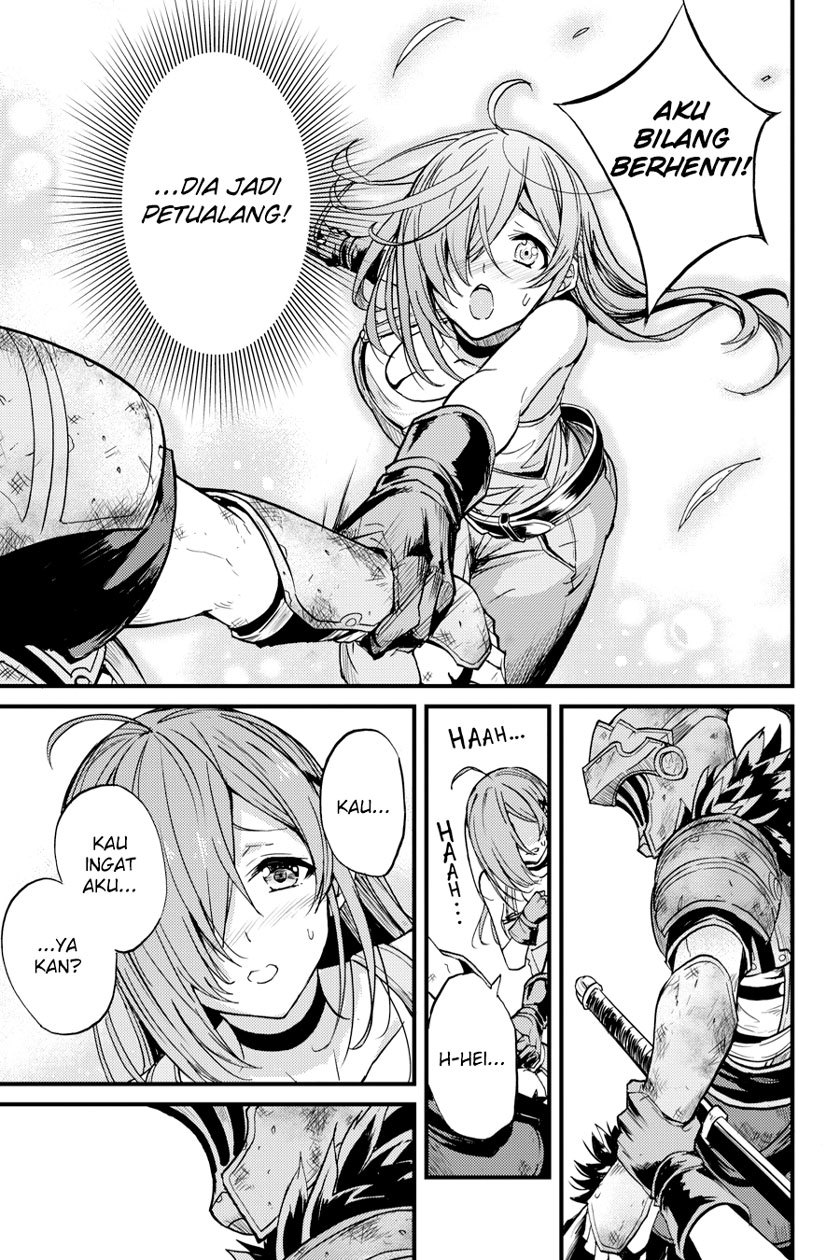 AKU
BILANG
BERHENTI!
...DIA JADI
PETUALANG!
HAAH...
HAAH...
H-HEI...
KAU...
KAU
INGAT
AKU...
...YA
KAN?